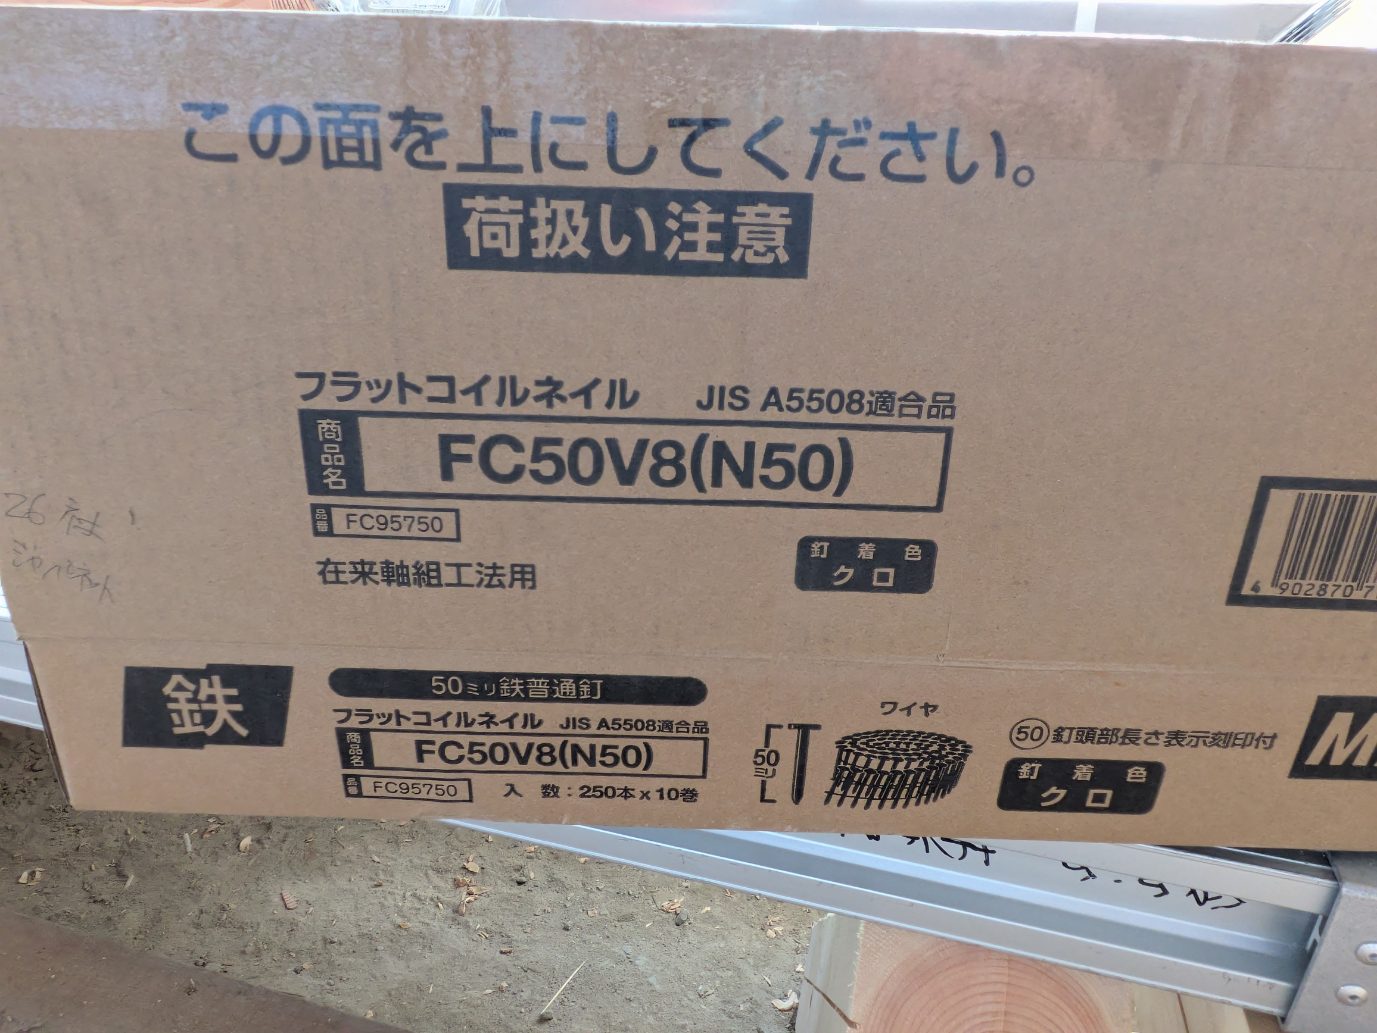 この面を上にしてください。
荷扱い注意
フラットコイルネイル JIS A5508適合品
商品名 FC50V8(N50)
品番 FC95750
在来軸組工法用
釘着色
クロ
4 902870 7
26
鉄
50ミリ鉄普通釘
フラットコイルネイル JIS A5508適合品
商品名 FC50V8(N50)
品番 FC95750 入数:250本x10巻
50ミリ
ワイヤ
50 釘頭部長さ表示刻印付
釘着色
クロ
M